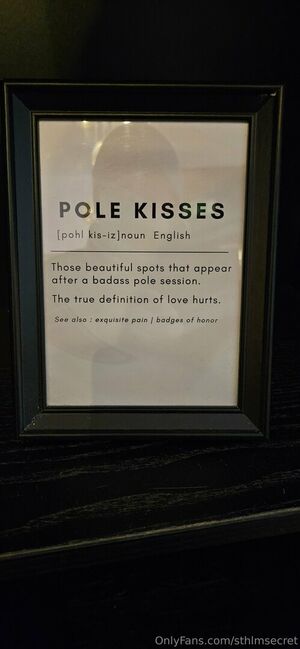 POLE KISSES
[pohl kis-iz]noun English
Those beautiful spots that appear
after a badass pole session.
The true definition of love hurts.
See also : exquisite pain | badges of honor
OnlyFans.com/sthlmsecret